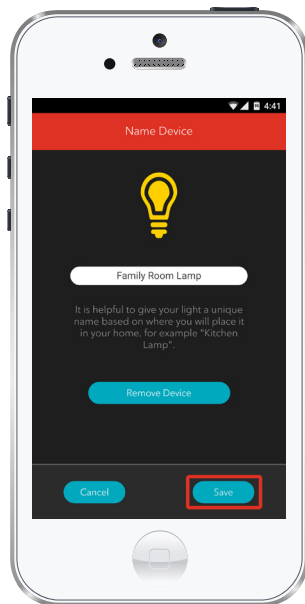 4:41
Name Device
Family Room Lamp
It is helpful to give your light a unique
name based on where you will place it
in your home, for example "Kitchen
Lamp".
Remove Device
Cancel
Save